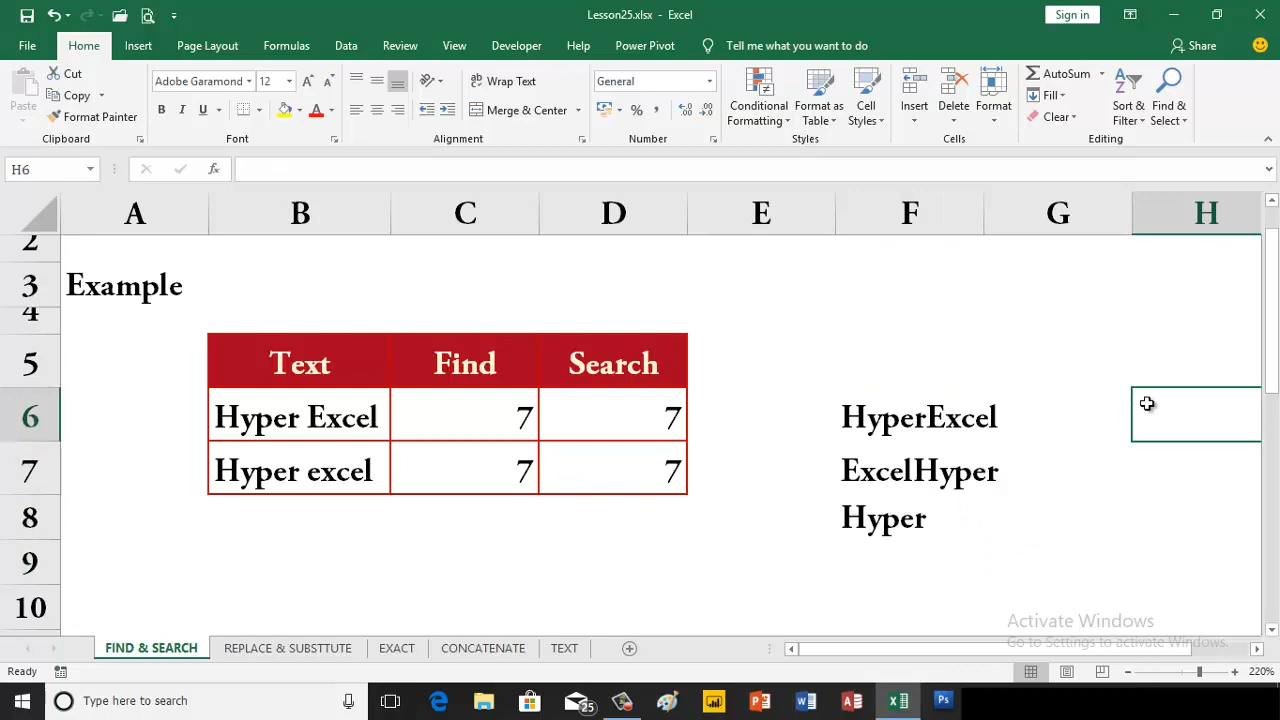 Lesson25.xlsx - Excel
Sign in
File Home Insert Page Layout Formulas Data Review View Developer Help Power Pivot Tell me what you want to do Share
Paste
Cut
Copy
Format Painter
Clipboard
Adobe Garamond 12
B I U
Font
Wrap Text
Merge & Center
Alignment
General
Number
Conditional Formatting
Format as Table
Cell Styles
Styles
Insert
Delete
Format
Cells
AutoSum
Fill
Clear
Sort & Filter
Find & Select
Editing
H6
fx
A B C D E F G H
2
3 Example
4
5 Text Find Search
6 Hyper Excel 7 7 HyperExcel
7 Hyper excel 7 7 ExcelHyper
8 Hyper
9
10
Activate Windows
Go to Settings to activate Windows.
FIND & SEARCH REPLACE & SUBSTITUTE EXACT CONCATENATE TEXT
Ready
220%
Type here to search
25